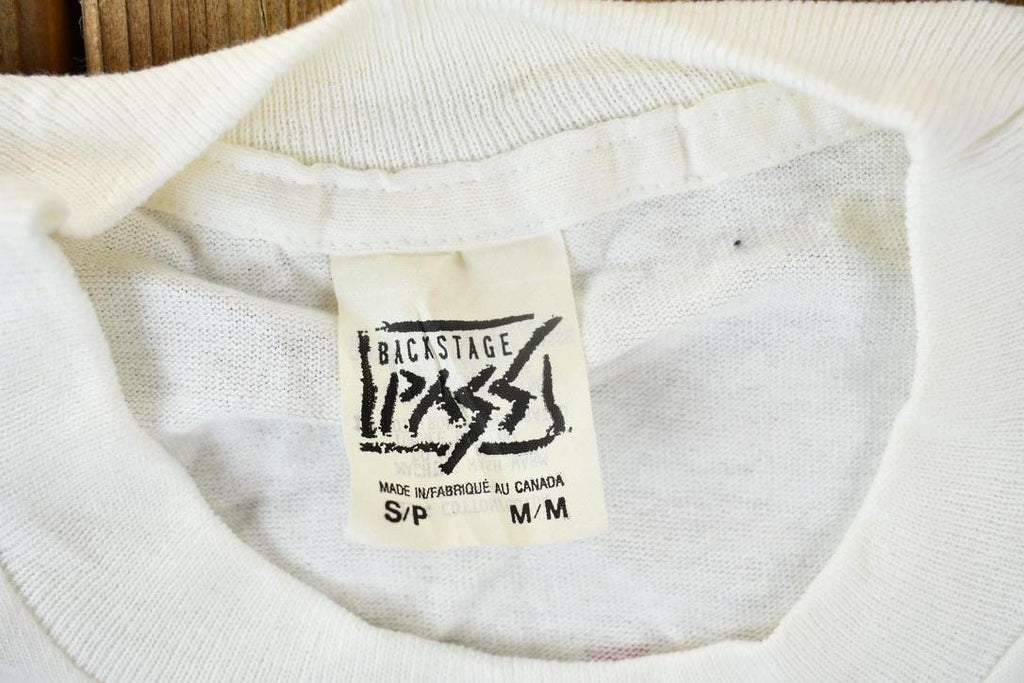 BACKSTAGE
PASS
MADE IN/FABRIQUÉ AU CANADA
S/P M/M